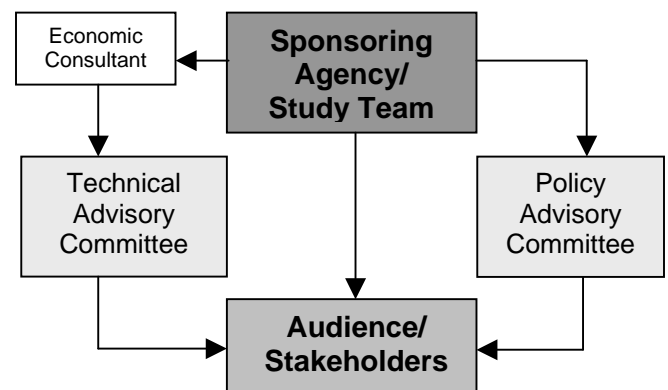 Economic
Consultant
Sponsoring
Agency/
Study Team
Technical
Advisory
Committee
Policy
Advisory
Committee
Audience/
Stakeholders